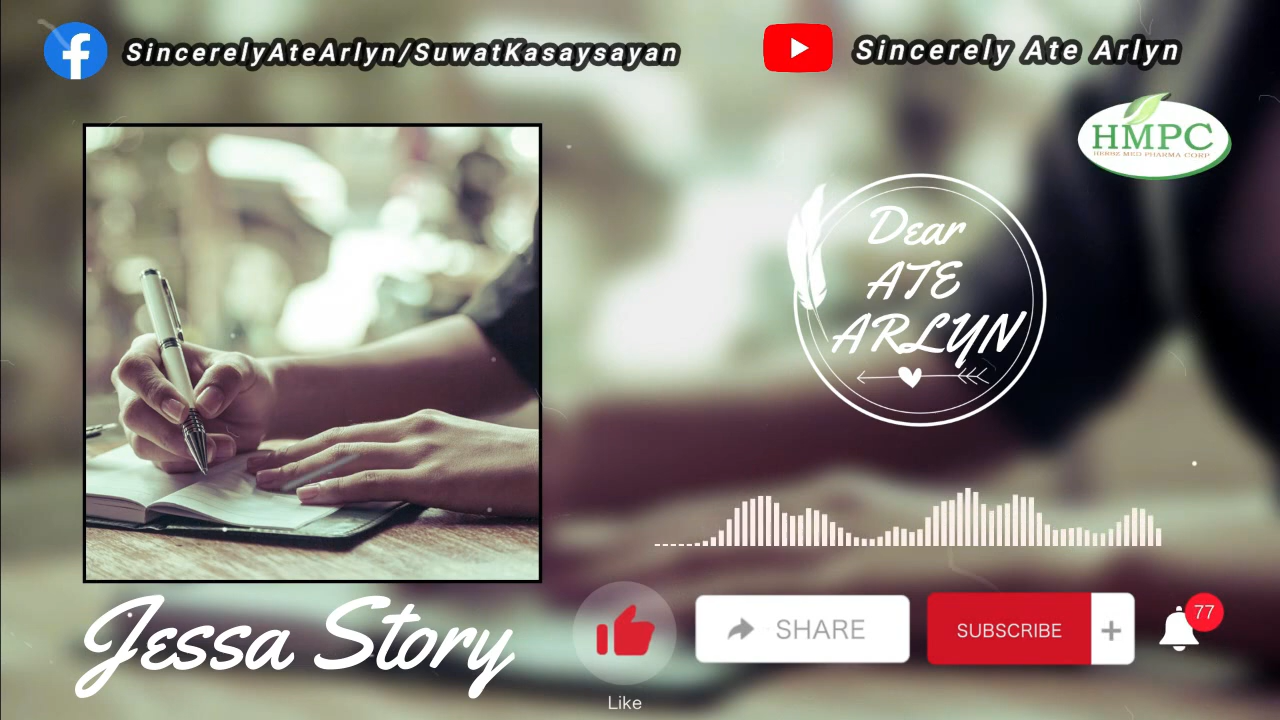 SincerelyAteArlyn/SuwatKasaysayan
Sincerely Ate Arlyn
HMPC
HERBS MED PHARMA CORP
Dear
ATE
ARLYN
Jessa Story
Like
SHARE
SUBSCRIBE
+
77